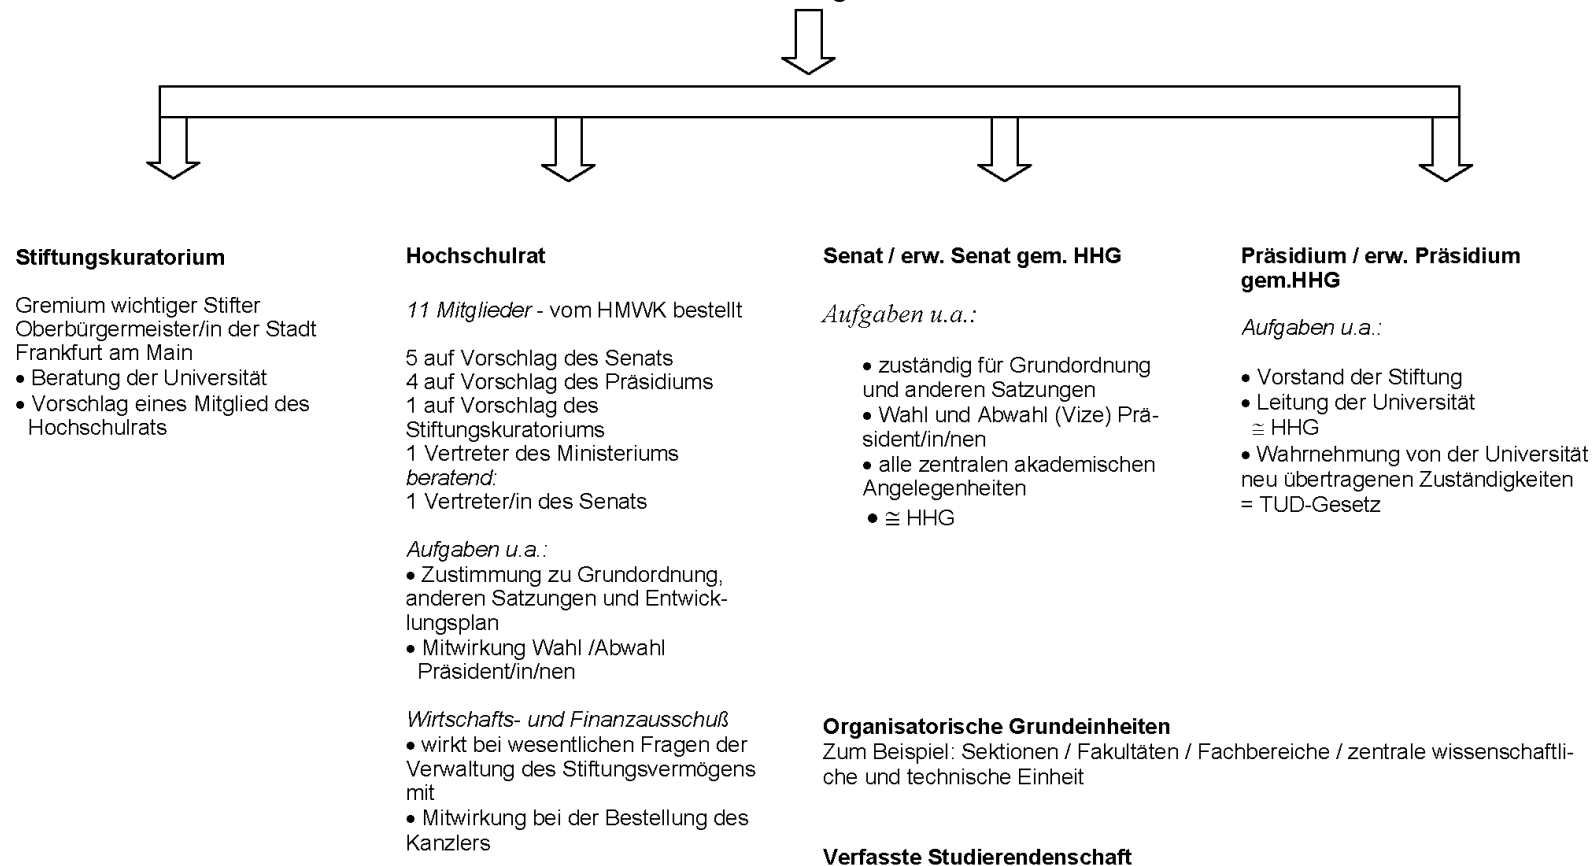 Stiftungskuratorium
Gremium wichtiger Stifter
Oberbürgermeister/in der Stadt
Frankfurt am Main
• Beratung der Universität
• Vorschlag eines Mitglied des
Hochschulrats
Hochschulrat
11 Mitglieder - vom HMWK bestellt
5 auf Vorschlag des Senats
4 auf Vorschlag des Präsidiums
1 auf Vorschlag des
Stiftungskuratoriums
1 Vertreter des Ministeriums
beratend:
1 Vertreter/in des Senats
Aufgaben u.a.:
• Zustimmung zu Grundordnung,
anderen Satzungen und Entwick-
lungsplan
• Mitwirkung Wahl /Abwahl
Präsident/in/nen
Wirtschafts- und Finanzausschuß
• wirkt bei wesentlichen Fragen der
Verwaltung des Stiftungsvermögens
mit
• Mitwirkung bei der Bestellung des
Kanzlers
Senat / erw. Senat gem. HHG
Aufgaben u.a.:
• zuständig für Grundordnung
und anderen Satzungen
• Wahl und Abwahl (Vize) Prä-
sident/in/nen
• alle zentralen akademischen
Angelegenheiten
• ≅ HHG
Präsidium / erw. Präsidium
gem.HHG
Aufgaben u.a.:
• Vorstand der Stiftung
• Leitung der Universität
≅ HHG
• Wahrnehmung von der Universität
neu übertragenen Zuständigkeiten
= TUD-Gesetz
Organisatorische Grundeinheiten
Zum Beispiel: Sektionen / Fakultäten / Fachbereiche / zentrale wissenschaftli-
che und technische Einheit
Verfasste Studierendenschaft